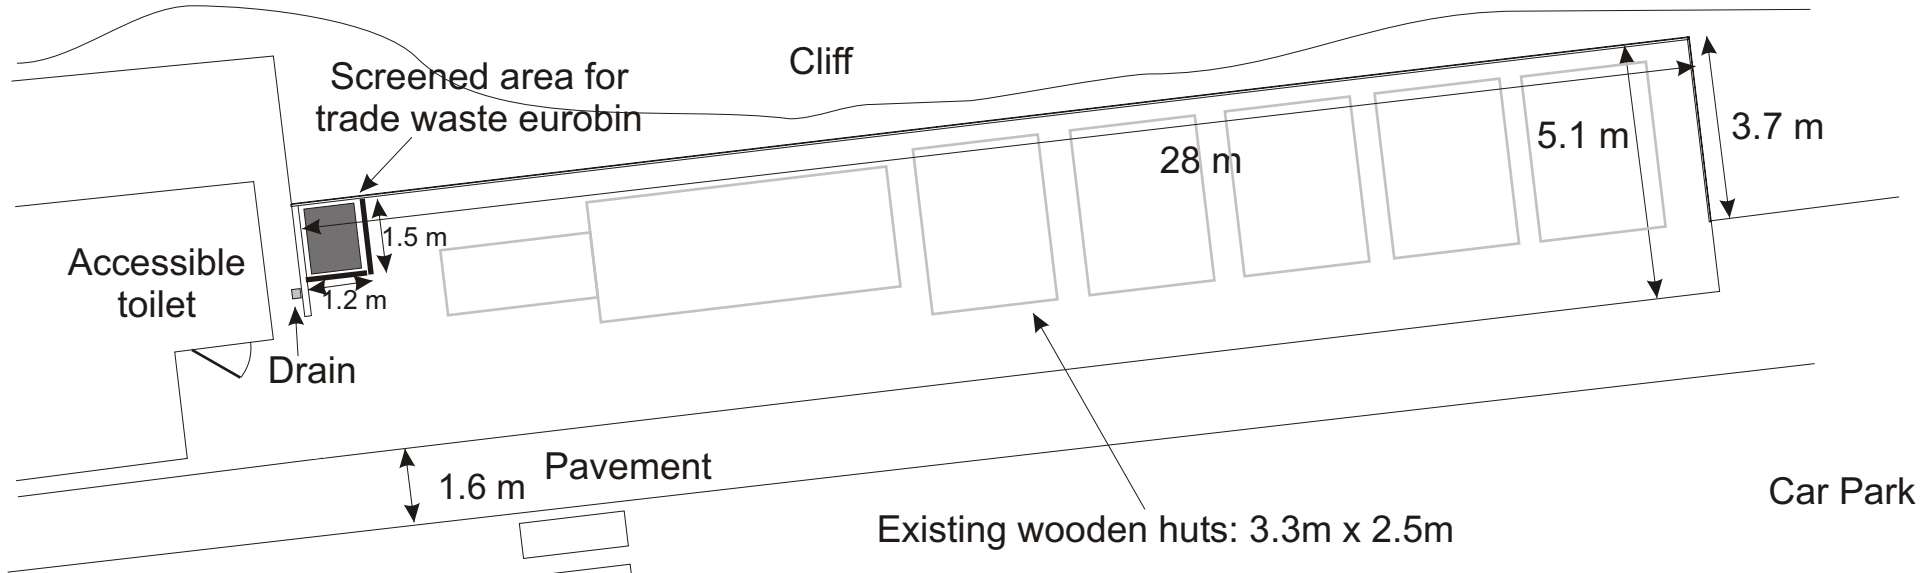 Cliff
Screened area for
trade waste eurobin
5.1 m
3.7 m
28 m
1.5 m
Accessible
toilet
1.2 m
Drain
Pavement
1.6 m
Car Park
Existing wooden huts: 3.3m x 2.5m